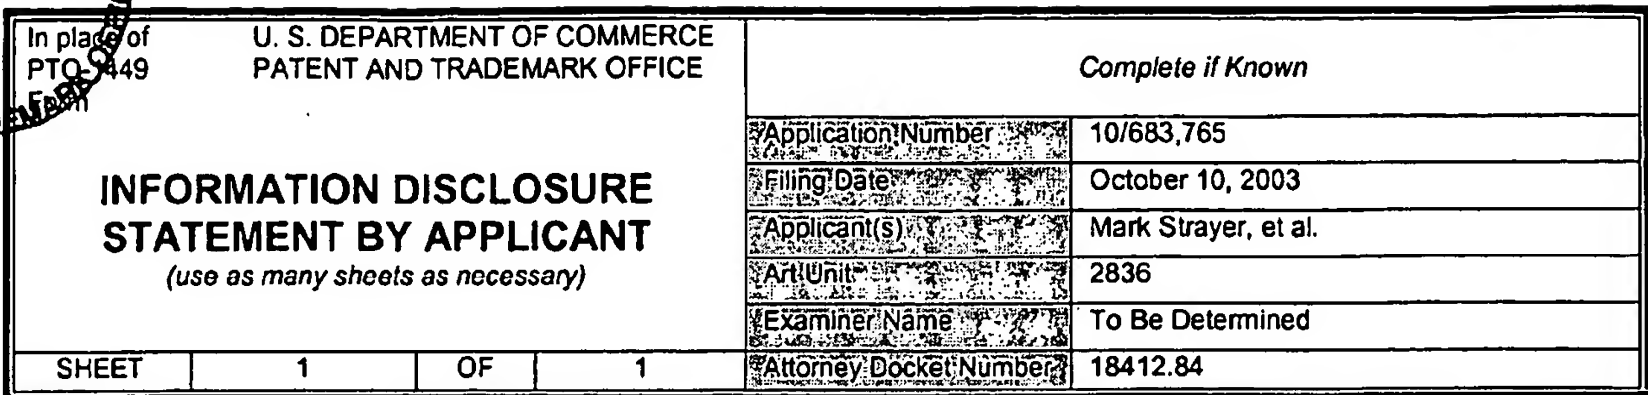 In place of U. S. DEPARTMENT OF COMMERCE
PTO-1449 PATENT AND TRADEMARK OFFICE
Form
Complete if Known
INFORMATION DISCLOSURE
STATEMENT BY APPLICANT
(use as many sheets as necessary)
Application Number 10/683,765
Filing Date October 10, 2003
Applicant(s) Mark Strayer, et al.
Art Unit 2836
Examiner Name To Be Determined
SHEET 1 OF 1 Attorney Docket Number 18412.84